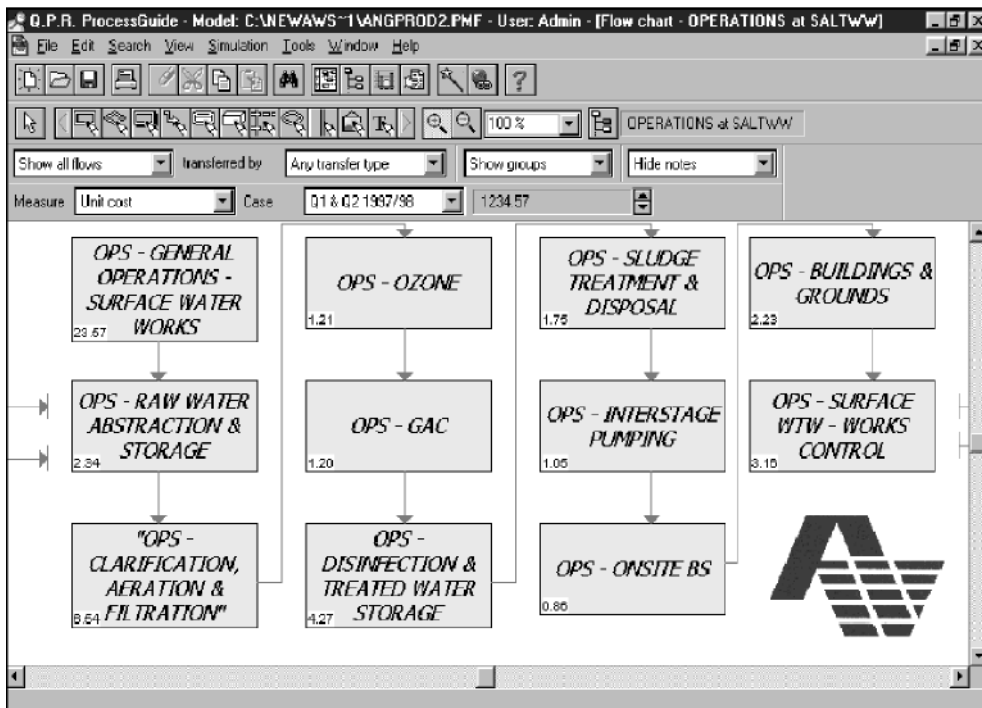 Q.P.R. ProcessGuide - Model: C:\NEWAWS~1\ANGPROD2.PMF - User: Admin - [Flow chart - OPERATIONS at SALTWW]
File Edit Search View Simulation Tools Window Help
100 % OPERATIONS at SALTWW
Show all flows transferred by Any transfer type Show groups Hide notes
Measure Unit cost Case Q1 & Q2 1997/98 1234.57
OPS - GENERAL
OPERATIONS -
SURFACE WATER
WORKS
23.57
OPS - RAW WATER
ABSTRACTION &
STORAGE
2.34
"OPS -
CLARIFICATION,
AERATION &
FILTRATION"
6.54
OPS - OZONE
1.21
OPS - GAC
1.20
OPS -
DISINFECTION &
TREATED WATER
STORAGE
4.27
OPS - SLUDGE
TREATMENT &
DISPOSAL
1.75
OPS - INTERSTAGE
PUMPING
1.05
OPS - ONSITE BS
0.86
OPS - BUILDINGS &
GROUNDS
2.23
OPS - SURFACE
WTW - WORKS
CONTROL
3.15